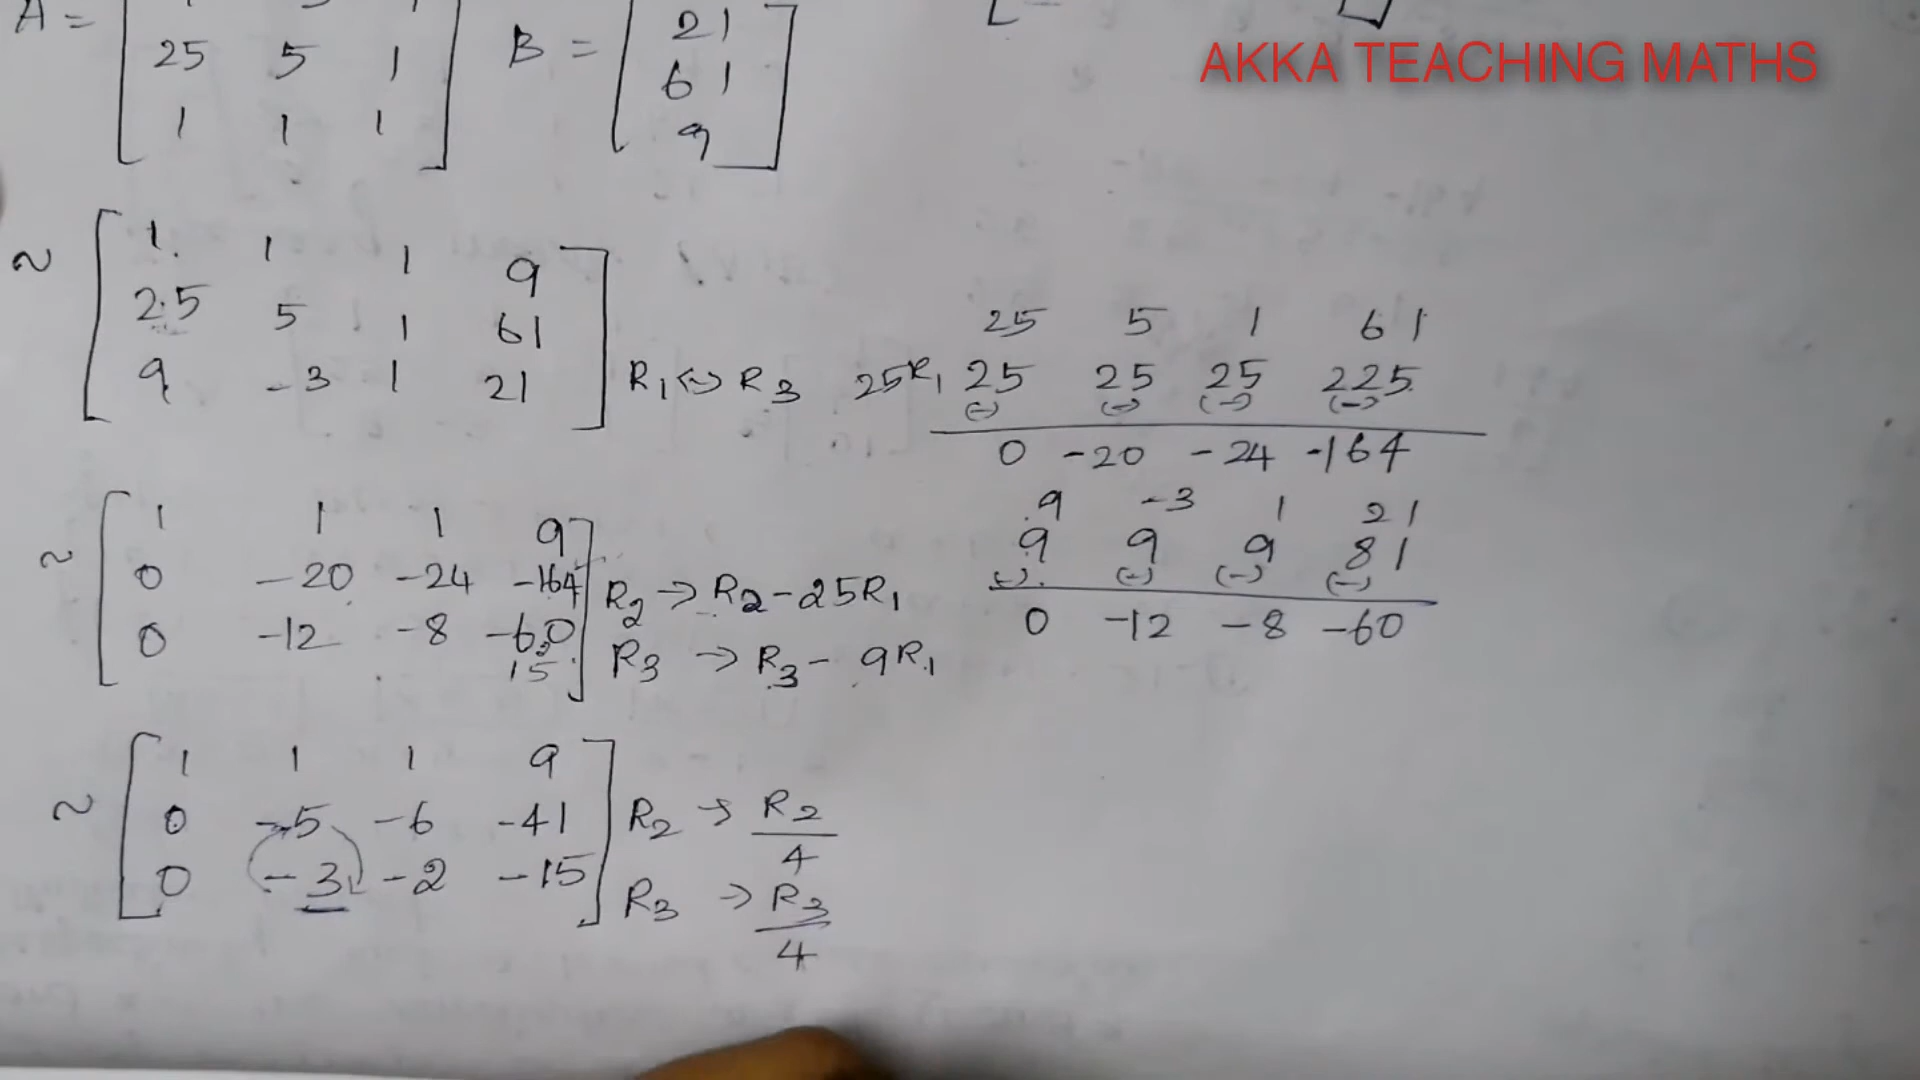 AKKA TEACHING MATHS
A =
25 5 1
1 1 1
B =
21
61
9
~ 1 1 1 9
25 5 1 61
9 -3 1 21
R₁ ↔ R₃
25 5 1 61
25R₁ 25 25 25 225
(-) (-) (-) (-)
0 -20 -24 -164
9 -3 1 21
9 9 9 81
(-) (-) (-) (-)
0 -12 -8 -60
~ 1 1 1 9
0 -20 -24 -164
0 -12 -8 -60
15
R₂ → R₂ - 25R₁
R₃ → R₃ - 9R₁
~ 1 1 1 9
0 -5 -6 -41
0 -3 -2 -15
R₂ → R₂/4
R₃ → R₃/4